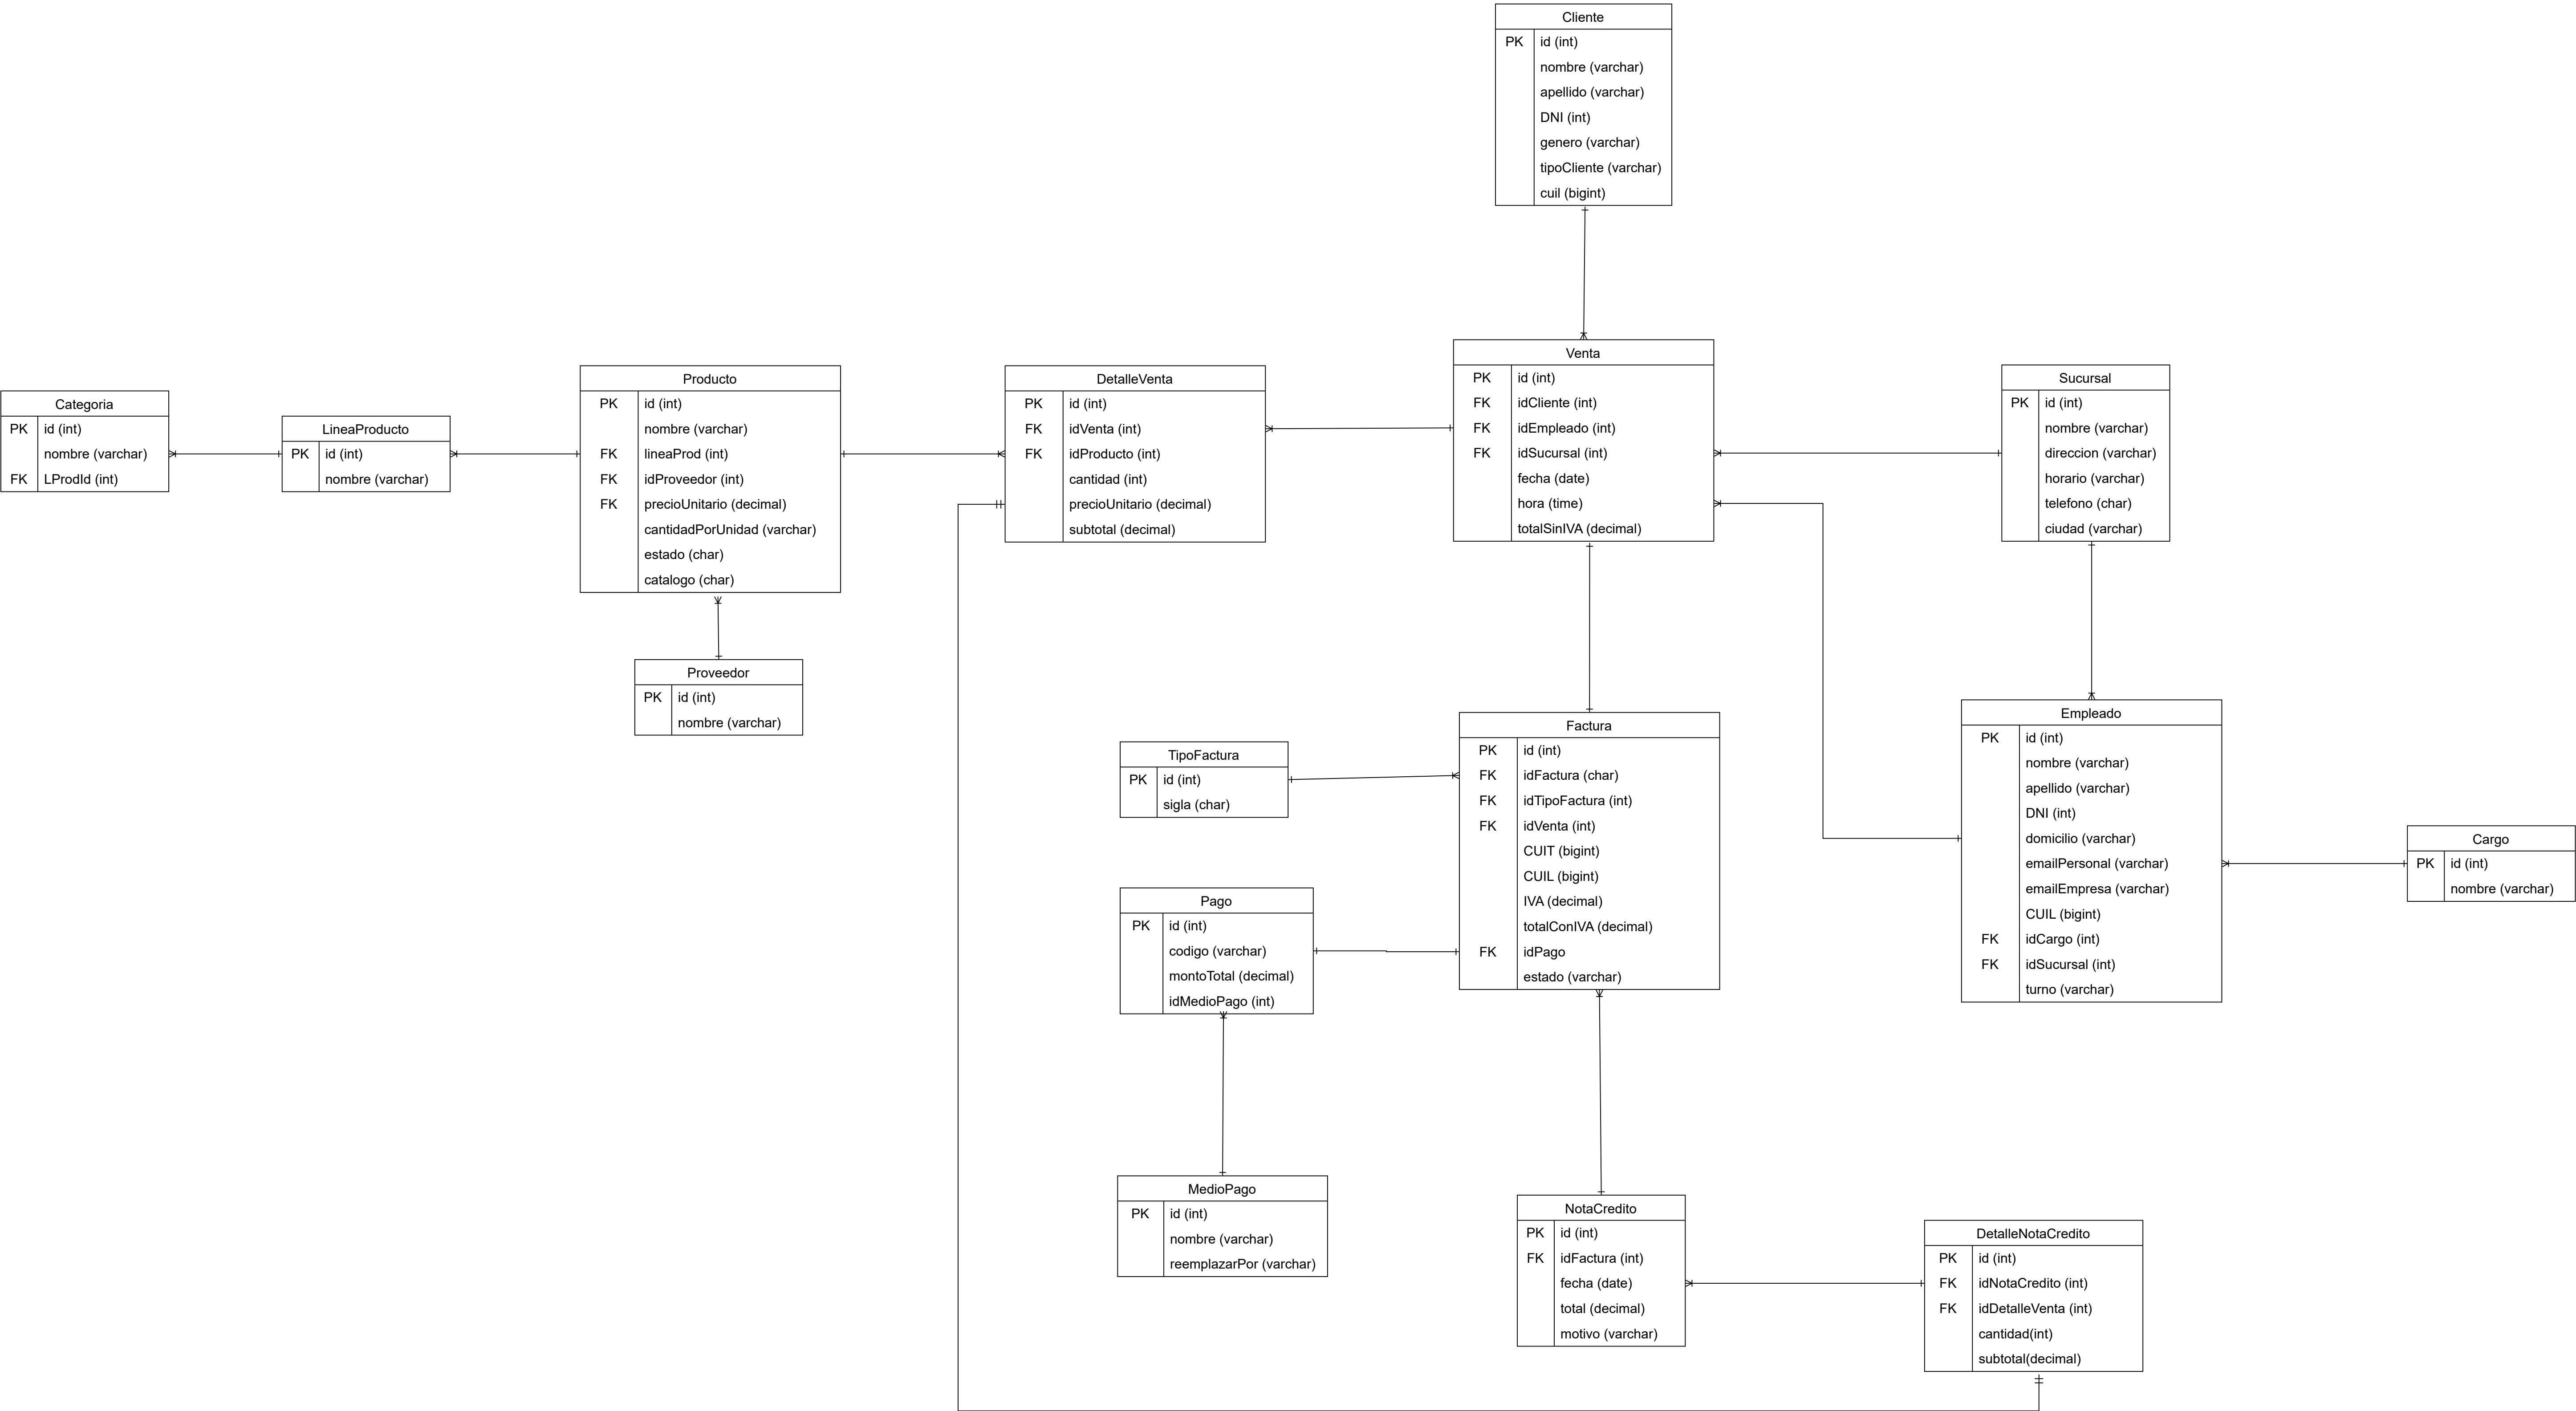 Cliente
PK id (int)
nombre (varchar)
apellido (varchar)
DNI (int)
genero (varchar)
tipoCliente (varchar)
cuil (bigint)
Categoria
PK id (int)
nombre (varchar)
FK LProdId (int)
LineaProducto
PK id (int)
nombre (varchar)
Producto
PK id (int)
nombre (varchar)
FK lineaProd (int)
FK idProveedor (int)
FK precioUnitario (decimal)
cantidadPorUnidad (varchar)
estado (char)
catalogo (char)
DetalleVenta
PK id (int)
FK idVenta (int)
FK idProducto (int)
cantidad (int)
precioUnitario (decimal)
subtotal (decimal)
Venta
PK id (int)
FK idCliente (int)
FK idEmpleado (int)
FK idSucursal (int)
fecha (date)
hora (time)
totalSinIVA (decimal)
Sucursal
PK id (int)
nombre (varchar)
direccion (varchar)
horario (varchar)
telefono (char)
ciudad (varchar)
Proveedor
PK id (int)
nombre (varchar)
TipoFactura
PK id (int)
sigla (char)
Factura
PK id (int)
FK idFactura (char)
FK idTipoFactura (int)
FK idVenta (int)
CUIT (bigint)
CUIL (bigint)
IVA (decimal)
totalConIVA (decimal)
FK idPago
estado (varchar)
Empleado
PK id (int)
nombre (varchar)
apellido (varchar)
DNI (int)
domicilio (varchar)
emailPersonal (varchar)
emailEmpresa (varchar)
CUIL (bigint)
FK idCargo (int)
FK idSucursal (int)
turno (varchar)
Cargo
PK id (int)
nombre (varchar)
Pago
PK id (int)
codigo (varchar)
montoTotal (decimal)
idMedioPago (int)
MedioPago
PK id (int)
nombre (varchar)
reemplazarPor (varchar)
NotaCredito
PK id (int)
FK idFactura (int)
fecha (date)
total (decimal)
motivo (varchar)
DetalleNotaCredito
PK id (int)
FK idNotaCredito (int)
FK idDetalleVenta (int)
cantidad(int)
subtotal(decimal)